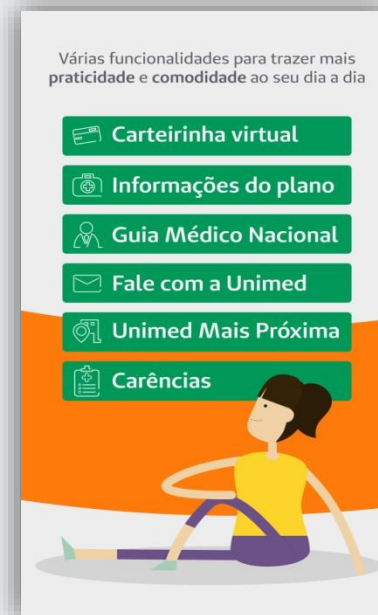 Várias funcionalidades para trazer mais
praticidade e comodidade ao seu dia a dia
Carteirinha virtual
Informações do plano
Guia Médico Nacional
Fale com a Unimed
Unimed Mais Próxima
Carências